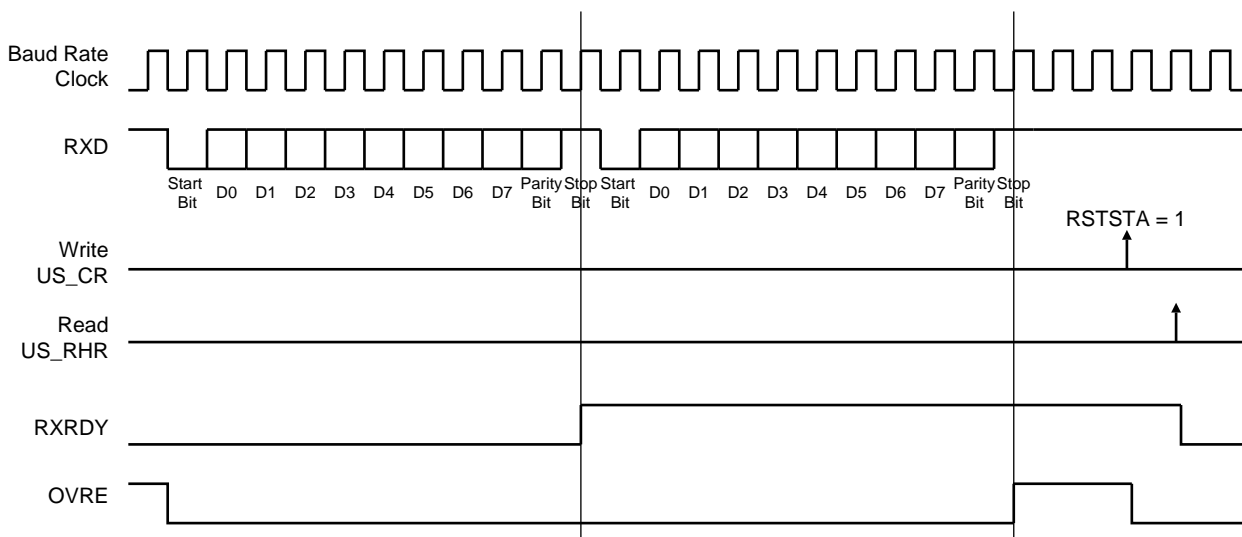 Baud Rate
Clock
RXD
Start
Bit
D0
D1
D2
D3
D4
D5
D6
D7
Parity
Bit
Stop
Bit
Start
Bit
D0
D1
D2
D3
D4
D5
D6
D7
Parity
Bit
Stop
Bit
RSTSTA = 1
Write
US_CR
Read
US_RHR
RXRDY
OVRE